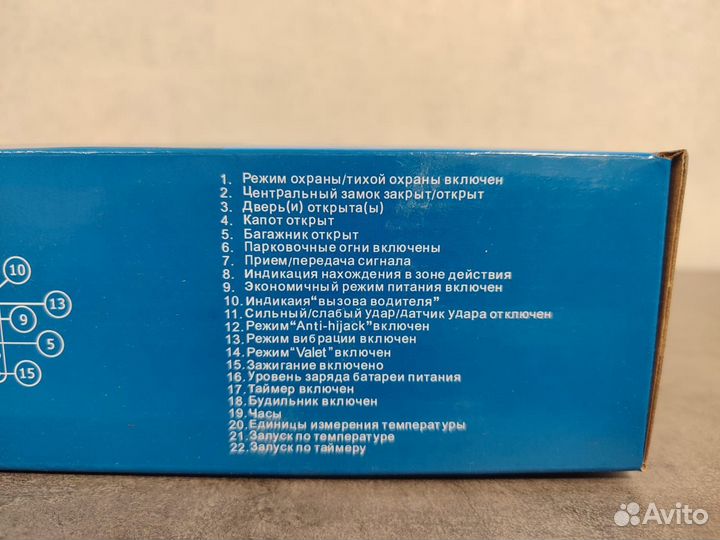 1. Режим охраны/тихой охраны включен
2. Центральный замок закрыт/открыт
3. Дверь(и) открыта(ы)
4. Капот открыт
5. Багажник открыт
6. Парковочные огни включены
7. Прием/передача сигнала
8. Индикация нахождения в зоне действия
9. Экономичный режим питания включен
10. Индикаия“вызова водителя”
11. Сильный/слабый удар/датчик удара отключен
12. Режим“Anti-hijack”включен
13. Режим вибрации включен
14. Режим“Valet”включен
15. Зажигание включено
16. Уровень заряда батареи питания
17. Таймер включен
18. Будильник включен
19. Часы
20. Единицы измерения температуры
21. Запуск по температуре
22. Запуск по таймеру
10
13
9
5
15
Avito